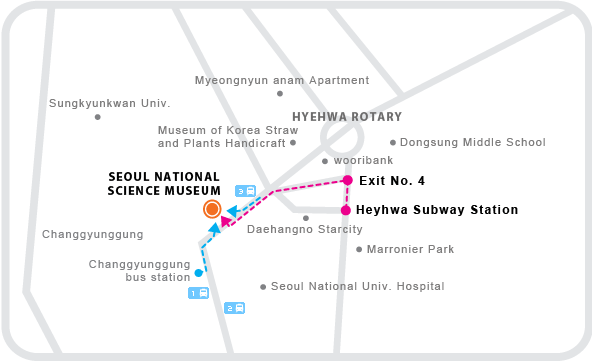 Myeongnyun anam Apartment
Sungkyunkwan Univ.
HYEHWA ROTARY
Museum of Korea Straw
and Plants Handicraft
Dongsung Middle School
wooribank
SEOUL NATIONAL
SCIENCE MUSEUM
3
Exit No. 4
Heyhwa Subway Station
Daehangno Starcity
Changgyunggung
Marronier Park
Changgyunggung
bus station
1
2
Seoul National Univ. Hospital